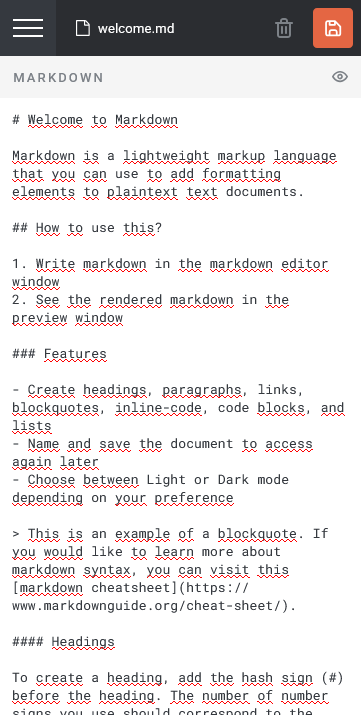 welcome.md
MARKDOWN
# Welcome to Markdown
Markdown is a lightweight markup language
that you can use to add formatting
elements to plaintext text documents.
## How to use this?
1. Write markdown in the markdown editor
window
2. See the rendered markdown in the
preview window
### Features
- Create headings, paragraphs, links,
blockquotes, inline-code, code blocks, and
lists
- Name and save the document to access
again later
- Choose between Light or Dark mode
depending on your preference
> This is an example of a blockquote. If
you would like to learn more about
markdown syntax, you can visit this
[markdown cheatsheet](https://
www.markdownguide.org/cheat-sheet/).
#### Headings
To create a heading, add the hash sign (#)
before the heading. The number of number
signs you use should correspond to the